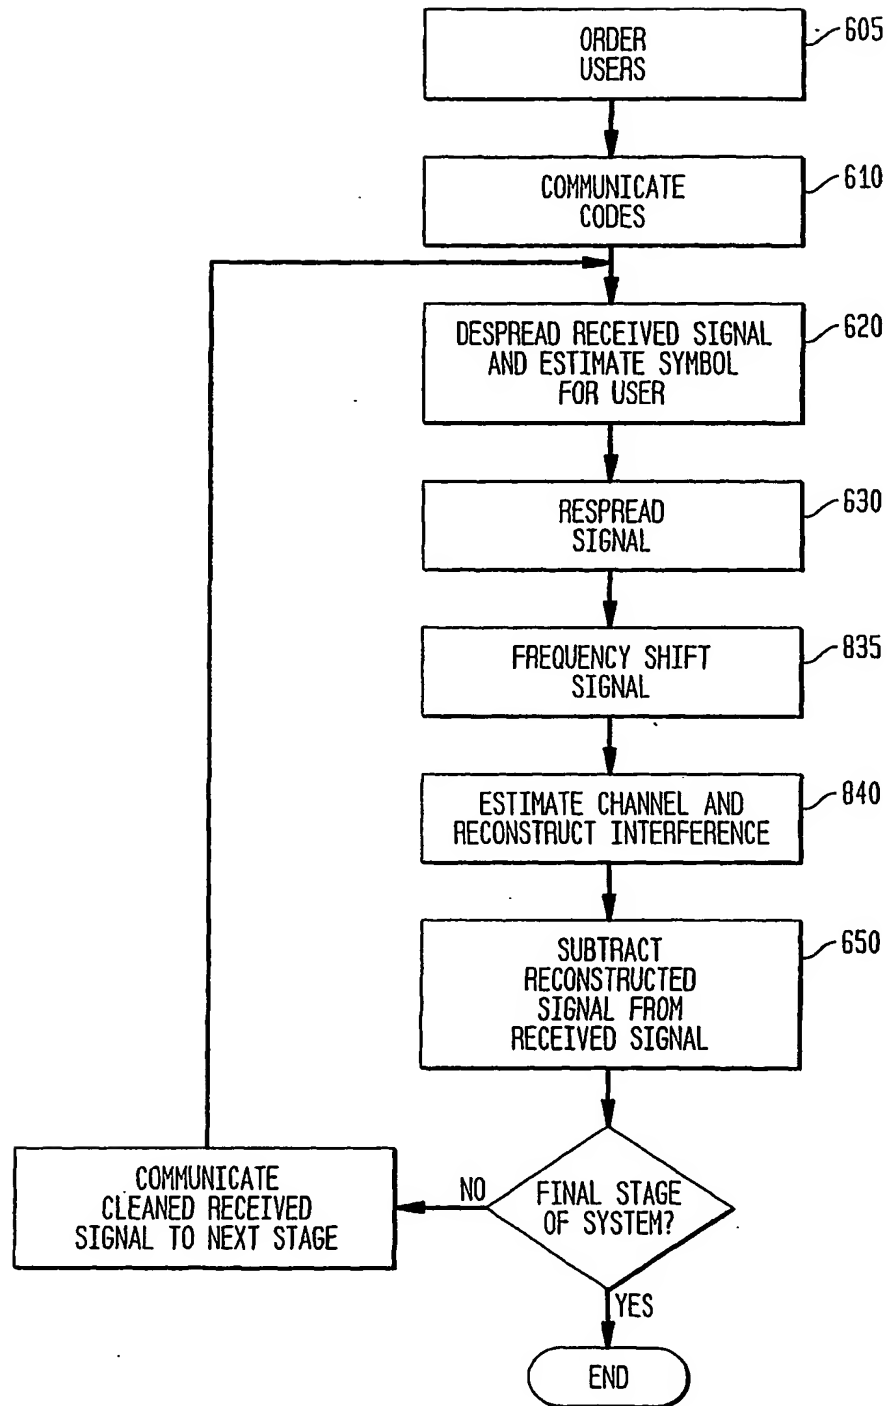 ORDER
USERS
605
COMMUNICATE
CODES
610
DESPREAD RECEIVED SIGNAL
AND ESTIMATE SYMBOL
FOR USER
620
RESPREAD
SIGNAL
630
FREQUENCY SHIFT
SIGNAL
835
ESTIMATE CHANNEL AND
RECONSTRUCT INTERFERENCE
840
SUBTRACT
RECONSTRUCTED
SIGNAL FROM
RECEIVED SIGNAL
650
COMMUNICATE
CLEANED RECEIVED
SIGNAL TO NEXT STAGE
NO
FINAL STAGE
OF SYSTEM?
YES
END